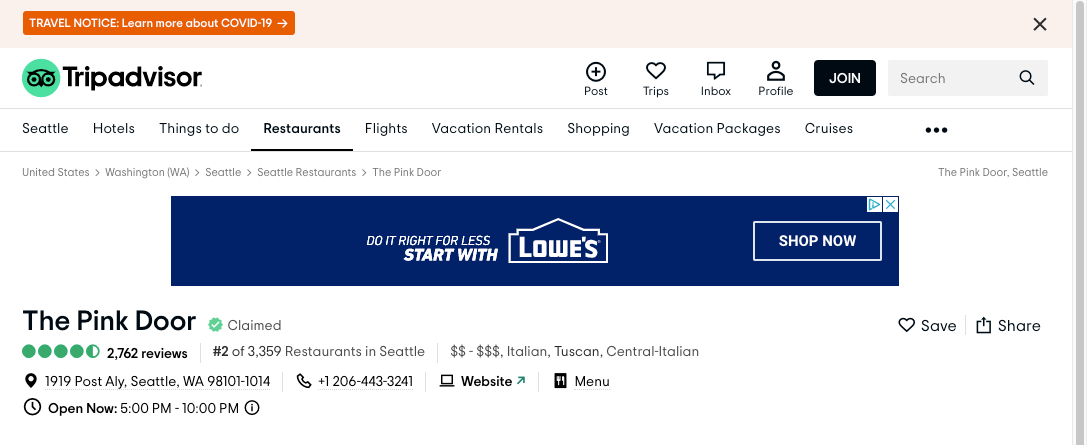 TRAVEL NOTICE: Learn more about COVID-19 →
Tripadvisor
Post Trips Inbox Profile JOIN Search
Seattle Hotels Things to do Restaurants Flights Vacation Rentals Shopping Vacation Packages Cruises •••
United States > Washington (WA) > Seattle > Seattle Restaurants > The Pink Door The Pink Door, Seattle
DO IT RIGHT FOR LESS
START WITH LOWE'S SHOP NOW
The Pink Door Claimed Save Share
2,762 reviews #2 of 3,359 Restaurants in Seattle $$ - $$$, Italian, Tuscan, Central-Italian
1919 Post Aly, Seattle, WA 98101-1014 +1 206-443-3241 Website ↗ Menu
Open Now: 5:00 PM - 10:00 PM